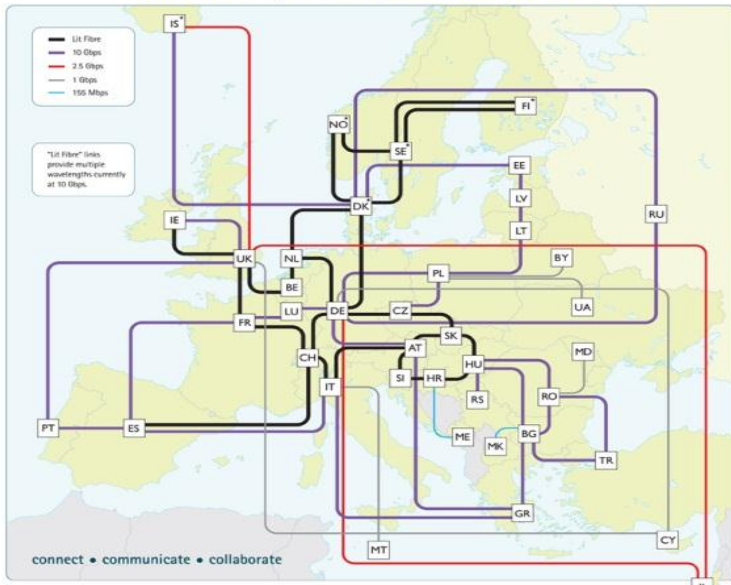 IS*
Lit Fibre
10 Gbps
2.5 Gbps
1 Gbps
155 Mbps
"Lit Fibre" links
provide multiple
wavelengths currently
at 10 Gbps.
FI*
NO*
SE*
EE
LV
DK*
RU
IE
LT
UK
NL
BY
PL
BE
UA
LU
DE
CZ
FR
SK
AT
MD
CH
HU
SI
HR
IT
RS
RO
PT
ES
ME
MK
BG
TR
GR
CY
MT
connect • communicate • collaborate